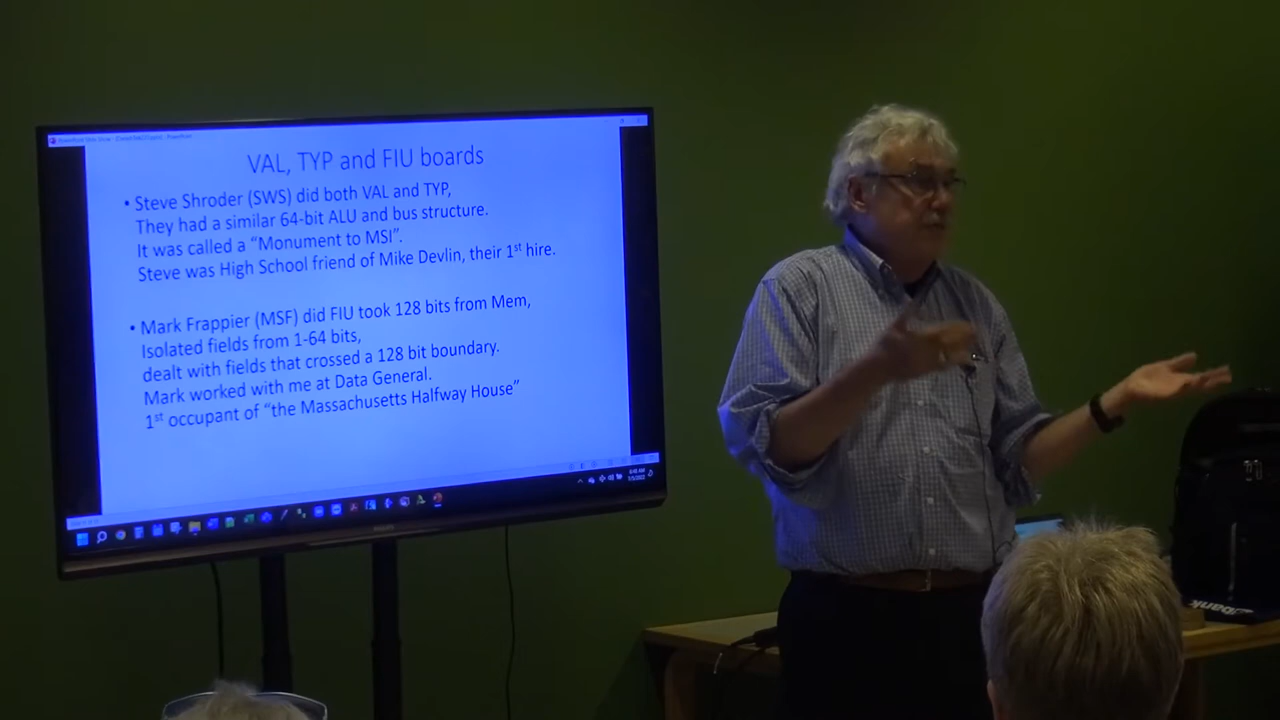 VAL, TYP and FIU boards
• Steve Shroder (SWS) did both VAL and TYP,
They had a similar 64-bit ALU and bus structure.
It was called a “Monument to MSI”.
Steve was High School friend of Mike Devlin, their 1st hire.
• Mark Frappier (MSF) did FIU took 128 bits from Mem,
Isolated fields from 1-64 bits,
dealt with fields that crossed a 128 bit boundary.
Mark worked with me at Data General.
1st occupant of “the Massachusetts Halfway House”